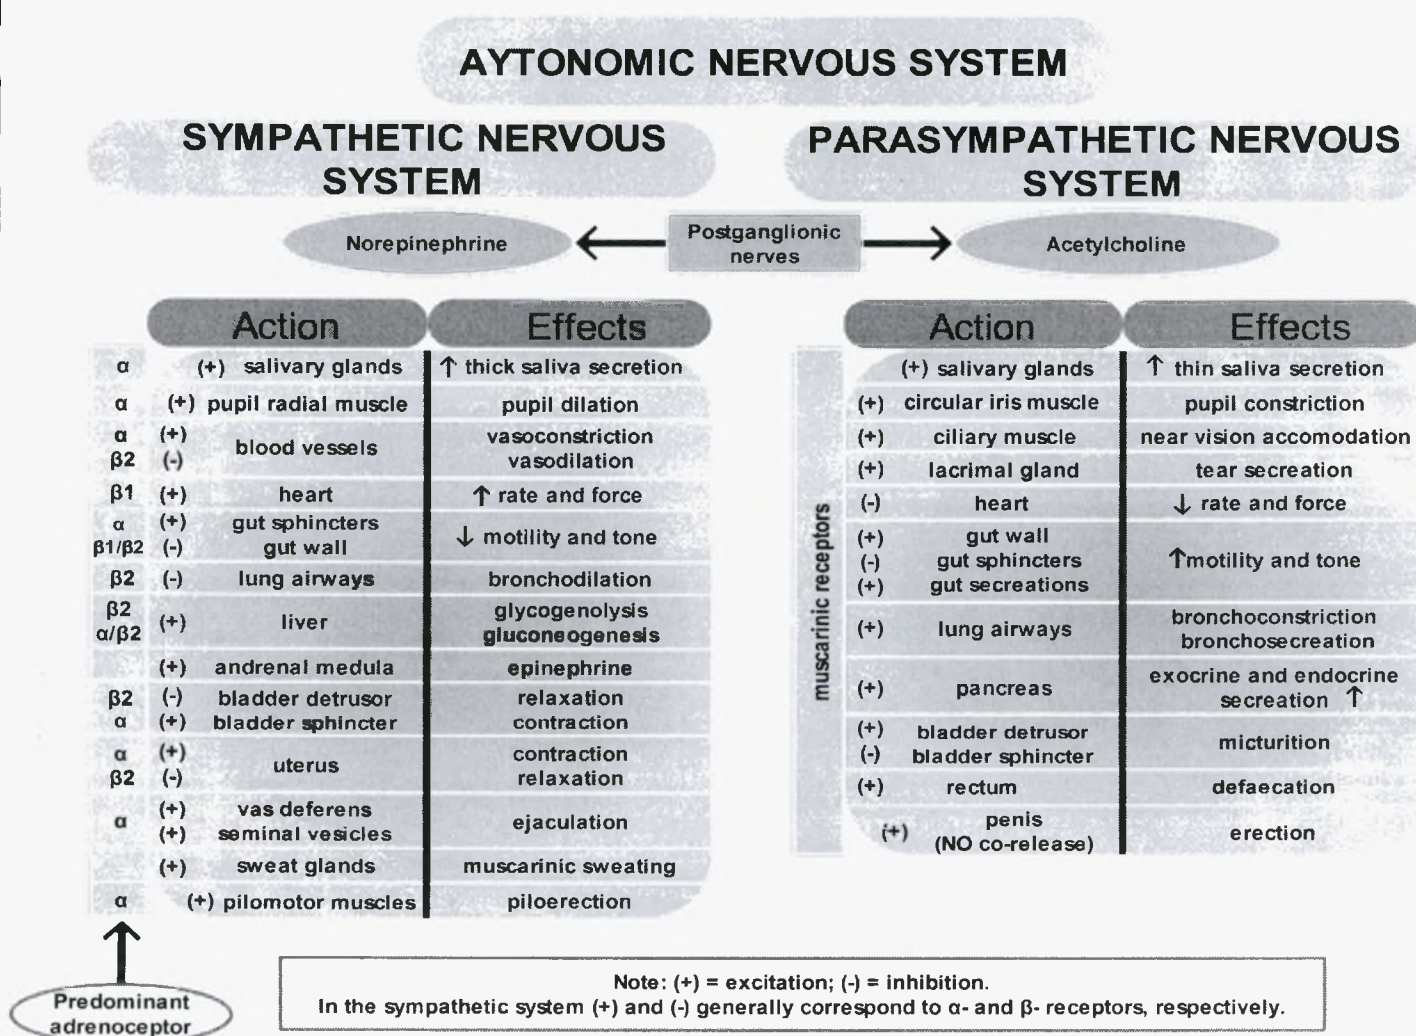 AYTONOMIC NERVOUS SYSTEM
SYMPATHETIC NERVOUS
SYSTEM
PARASYMPATHETIC NERVOUS
SYSTEM
Norepinephrine
Postganglionic
nerves
Acetylcholine
Action Effects
α (+) salivary glands ↑ thick saliva secretion
α (+) pupil radial muscle pupil dilation
α (+) vasoconstriction
blood vessels
β2 (-) vasodilation
β1 (+) heart ↑ rate and force
α (+) gut sphincters
↓ motility and tone
β1/β2 (-) gut wall
β2 (-) lung airways bronchodilation
β2 glycogenolysis
(+) liver
α/β2 gluconeogenesis
(+) andrenal medula epinephrine
β2 (-) bladder detrusor relaxation
α (+) bladder sphincter contraction
α (+) contraction
uterus
β2 (-) relaxation
(+) vas deferens
α ejaculation
(+) seminal vesicles
(+) sweat glands muscarinic sweating
α (+) pilomotor muscles piloerection
Predominant
adrenoceptor
muscarinic receptors
Action Effects
(+) salivary glands ↑ thin saliva secretion
(+) circular iris muscle pupil constriction
(+) ciliary muscle near vision accomodation
(+) lacrimal gland tear secreation
(-) heart ↓ rate and force
(+) gut wall
(-) gut sphincters ↑motility and tone
(+) gut secreations
bronchoconstriction
(+) lung airways
bronchosecreation
exocrine and endocrine
(+) pancreas
secreation ↑
(+) bladder detrusor
micturition
(-) bladder sphincter
(+) rectum defaecation
penis
(+) erection
(NO co-release)
Note: (+) = excitation; (-) = inhibition.
In the sympathetic system (+) and (-) generally correspond to α- and β- receptors, respectively.